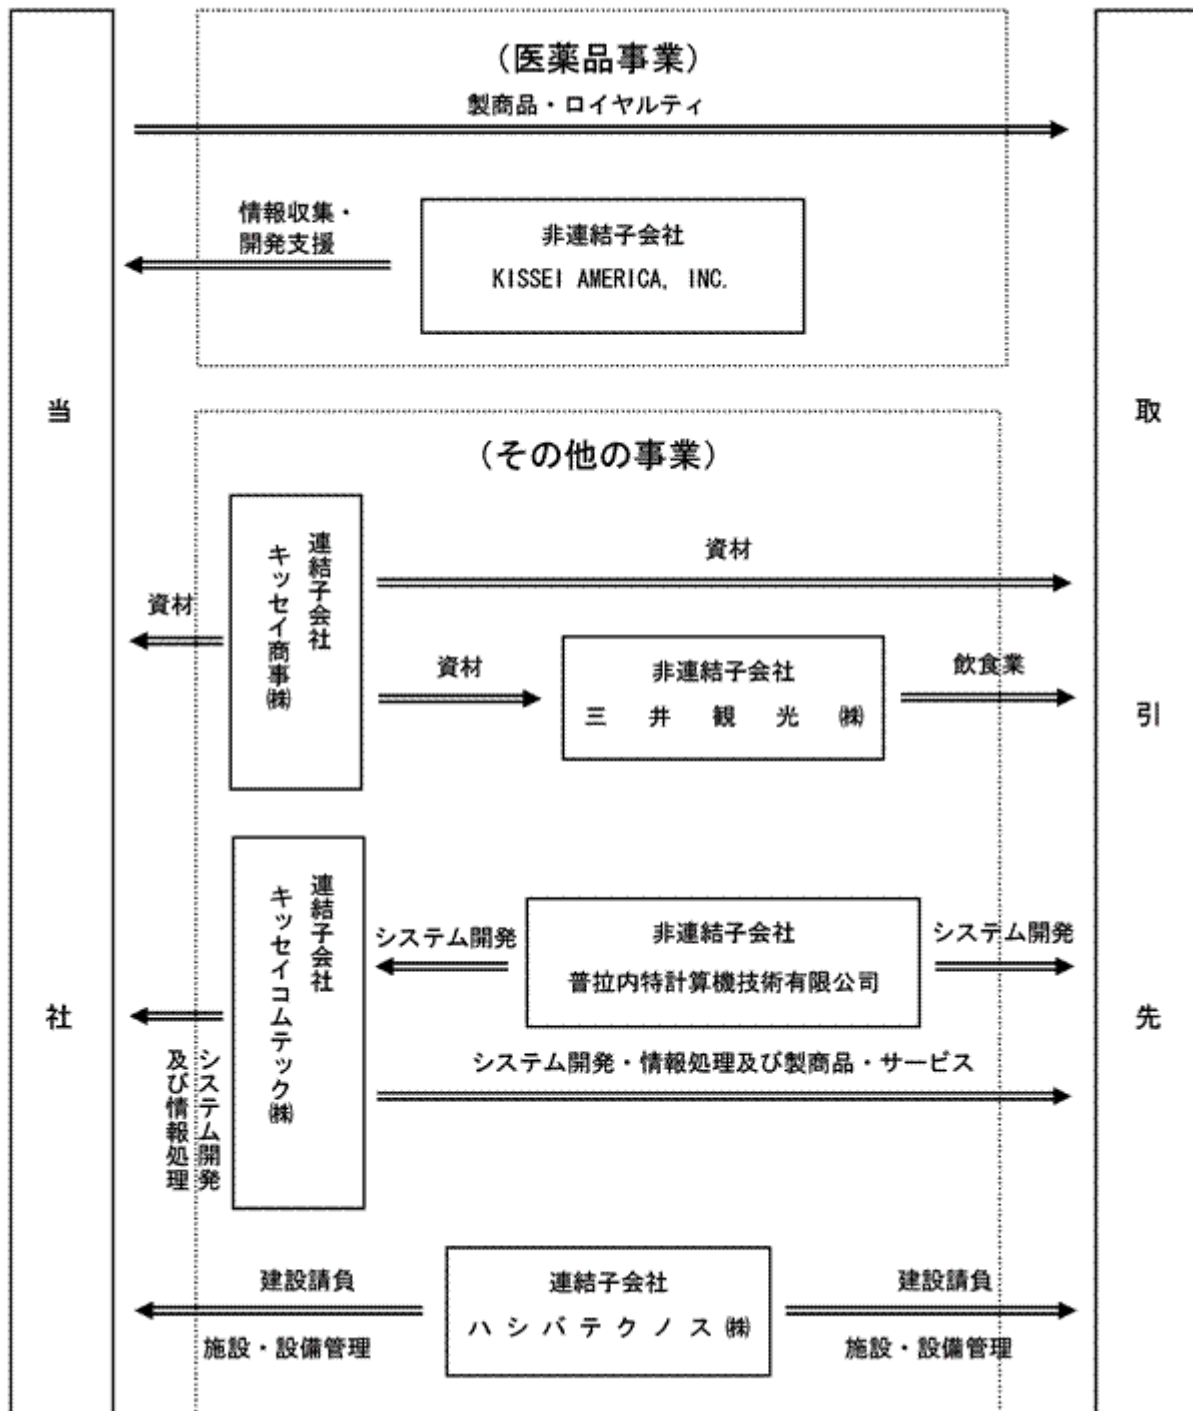 (医薬品事業)
製商品・ロイヤルティ
情報収集・
開発支援
非連結子会社
KISSEI AMERICA, INC.
当社
取引先
(その他の事業)
連結子会社
キッセイ商事㈱
資材
資材
資材
非連結子会社
三井観光㈱
飲食業
連結子会社
キッセイコムテック㈱
システム開発
非連結子会社
普拉内特計算機技術有限公司
システム開発
システム開発・情報処理及び製商品・サービス
システム開発
及び情報処理
建設請負
施設・設備管理
連結子会社
ハシバテクノス㈱
建設請負
施設・設備管理